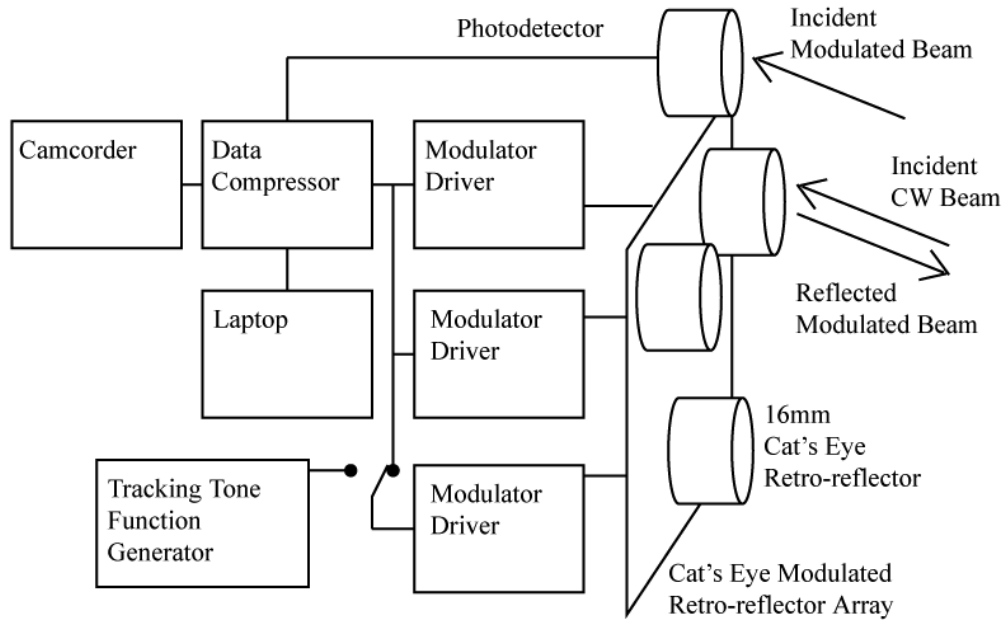 Photodetector
Incident
Modulated Beam
Camcorder
Data
Compressor
Modulator
Driver
Incident
CW Beam
Reflected
Modulated Beam
Laptop
Modulator
Driver
16mm
Cat's Eye
Retro-reflector
Tracking Tone
Function
Generator
Modulator
Driver
Cat's Eye Modulated
Retro-reflector Array